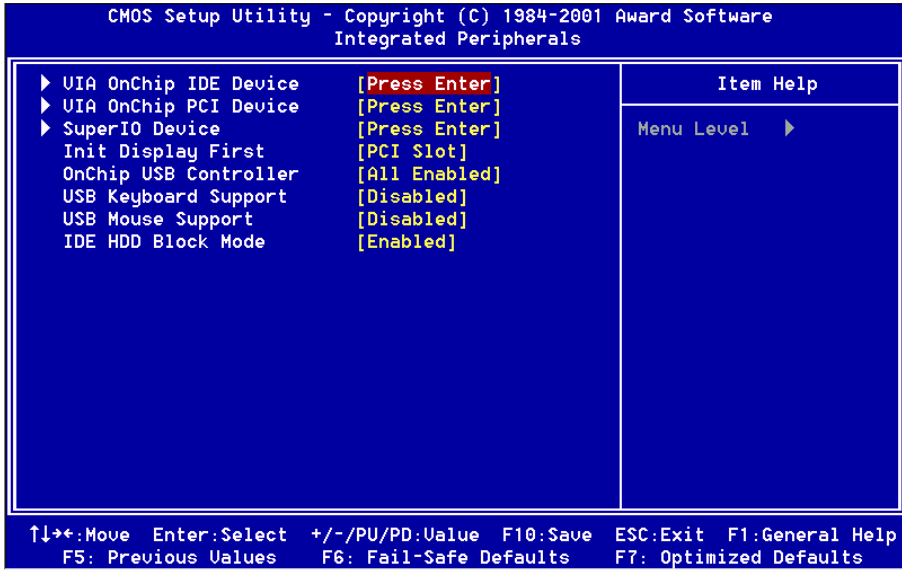 CMOS Setup Utility - Copyright (C) 1984-2001 Award Software
Integrated Peripherals
VIA OnChip IDE Device [Press Enter]
VIA OnChip PCI Device [Press Enter]
SuperIO Device [Press Enter]
Init Display First [PCI Slot]
OnChip USB Controller [All Enabled]
USB Keyboard Support [Disabled]
USB Mouse Support [Disabled]
IDE HDD Block Mode [Enabled]
Item Help
Menu Level
↑↓→←:Move Enter:Select +/-/PU/PD:Value F10:Save ESC:Exit F1:General Help
F5: Previous Values F6: Fail-Safe Defaults F7: Optimized Defaults